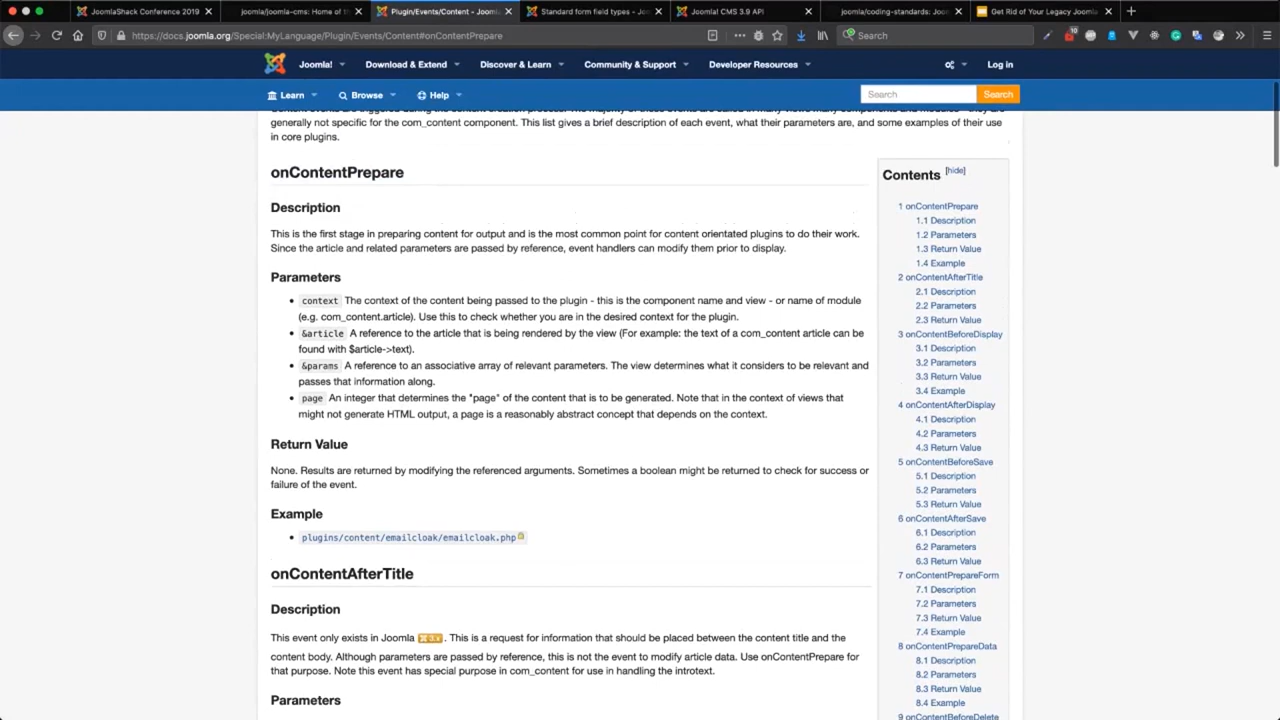 JoomlaShack Conference 2019
joomla/joomla-cms: Home of th
Plugin/Events/Content - Jooml
Standard form field types - Jo
Joomla! CMS 3.9 API
joomla/coding-standards: Joo
Get Rid of Your Legacy Jooml
https://docs.joomla.org/Special:MyLanguage/Plugin/Events/Content#onContentPrepare
Search
Joomla!
Download & Extend
Discover & Learn
Community & Support
Developer Resources
Log in
Learn
Browse
Help
Search
Search
generally not specific for the com_content component. This list gives a brief description of each event, what their parameters are, and some examples of their use
in core plugins.
onContentPrepare
Description
This is the first stage in preparing content for output and is the most common point for content orientated plugins to do their work.
Since the article and related parameters are passed by reference, event handlers can modify them prior to display.
Parameters
context The context of the content being passed to the plugin - this is the component name and view - or name of module
(e.g. com_content.article). Use this to check whether you are in the desired context for the plugin.
&article A reference to the article that is being rendered by the view (For example: the text of a com_content article can be
found with $article->text).
&params A reference to an associative array of relevant parameters. The view determines what it considers to be relevant and
passes that information along.
page An integer that determines the "page" of the content that is to be generated. Note that in the context of views that
might not generate HTML output, a page is a reasonably abstract concept that depends on the context.
Return Value
None. Results are returned by modifying the referenced arguments. Sometimes a boolean might be returned to check for success or
failure of the event.
Example
plugins/content/emailcloak/emailcloak.php
onContentAfterTitle
Description
This event only exists in Joomla 3.x. This is a request for information that should be placed between the content title and the
content body. Although parameters are passed by reference, this is not the event to modify article data. Use onContentPrepare for
that purpose. Note this event has special purpose in com_content for use in handling the introtext.
Parameters
Contents [hide]
1 onContentPrepare
1.1 Description
1.2 Parameters
1.3 Return Value
1.4 Example
2 onContentAfterTitle
2.1 Description
2.2 Parameters
2.3 Return Value
3 onContentBeforeDisplay
3.1 Description
3.2 Parameters
3.3 Return Value
3.4 Example
4 onContentAfterDisplay
4.1 Description
4.2 Parameters
4.3 Return Value
5 onContentBeforeSave
5.1 Description
5.2 Parameters
5.3 Return Value
6 onContentAfterSave
6.1 Description
6.2 Parameters
6.3 Return Value
7 onContentPrepareForm
7.1 Description
7.2 Parameters
7.3 Return Value
7.4 Example
8 onContentPrepareData
8.1 Description
8.2 Parameters
8.3 Return Value
8.4 Example
9 onContentBeforeDelete